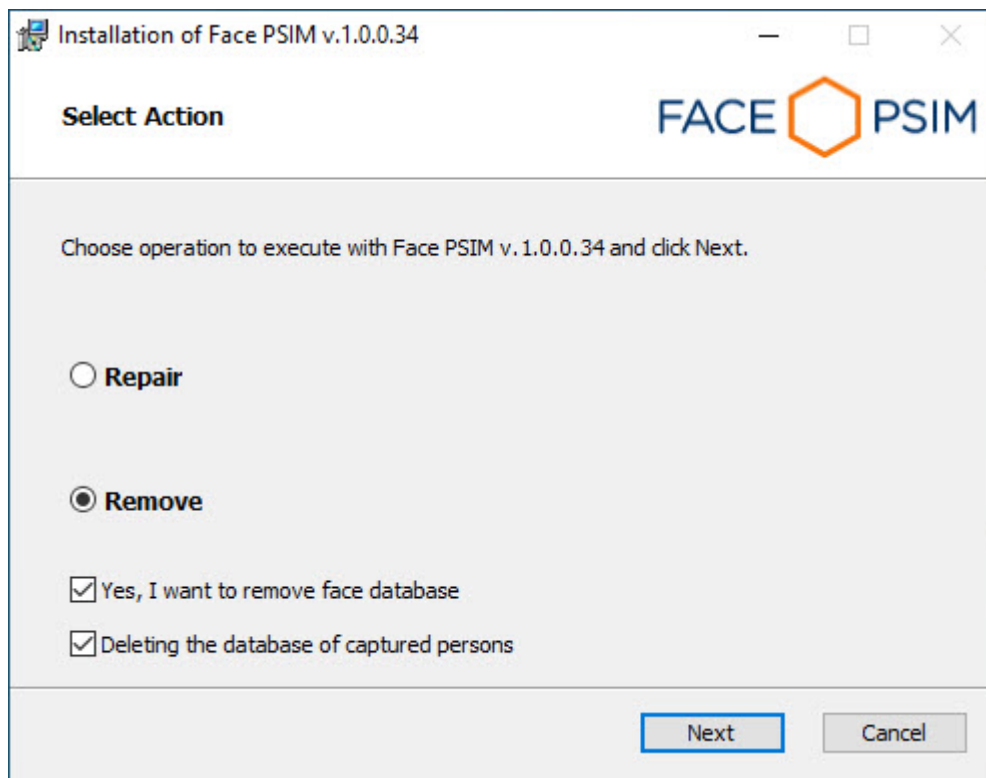 Installation of Face PSIM v.1.0.0.34
Select Action
FACE PSIM
Choose operation to execute with Face PSIM v.1.0.0.34 and click Next.
Repair
Remove
Yes, I want to remove face database
Deleting the database of captured persons
Next Cancel